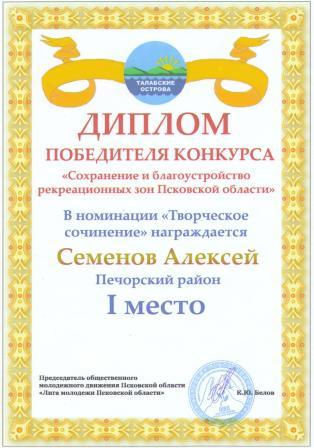 ТАЛАБСКИЕ
ОСТРОВА
ДИПЛОМ
ПОБЕДИТЕЛЯ КОНКУРСА
«Сохранение и благоустройство
рекреационных зон Псковской области»
В номинации «Творческое
сочинение» награждается
Семенов Алексей
Печорский район
I место
Председатель общественного
молодежного движения Псковской области
«Лига молодежи Псковской области»
К.Ю. Белов